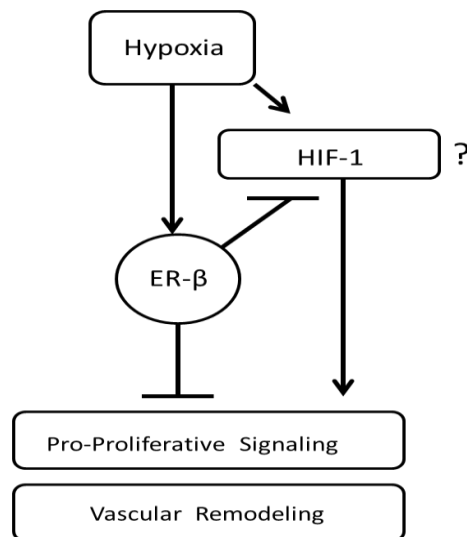 Hypoxia
HIF-1 ?
ER-β
Pro-Proliferative Signaling
Vascular Remodeling